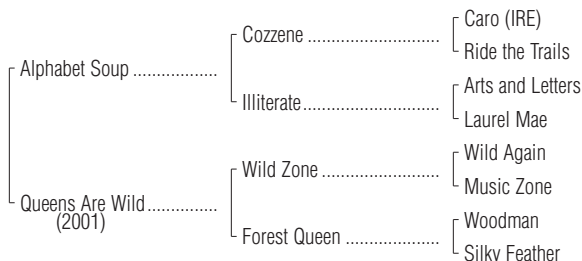 Caro (IRE)
Cozzene ............................
Ride the Trails
Alphabet Soup ..................
Arts and Letters
Illiterate.............................
Laurel Mae
Wild Again
Wild Zone .........................
Music Zone
Queens Are Wild...............
(2001)
Woodman
Forest Queen ....................
Silky Feather